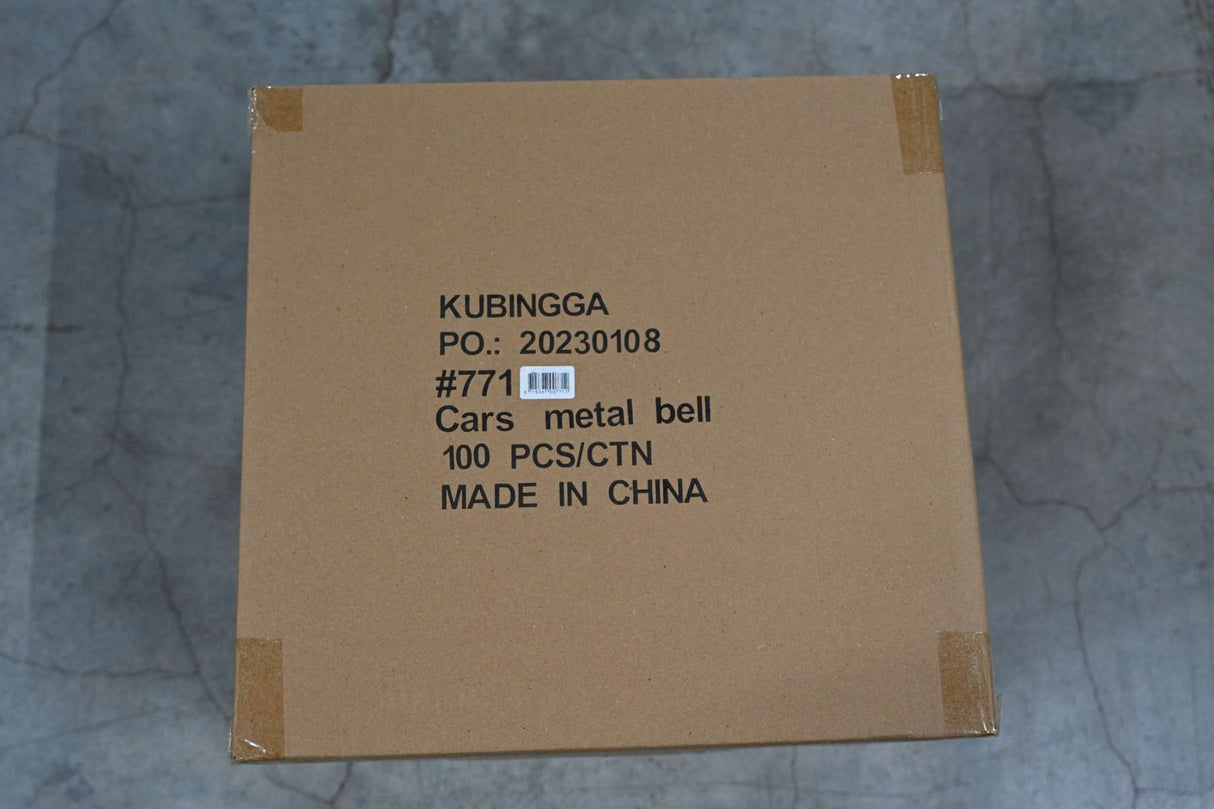 KUBINGGA
PO.: 20230108
#771
Cars metal bell
100 PCS/CTN
MADE IN CHINA